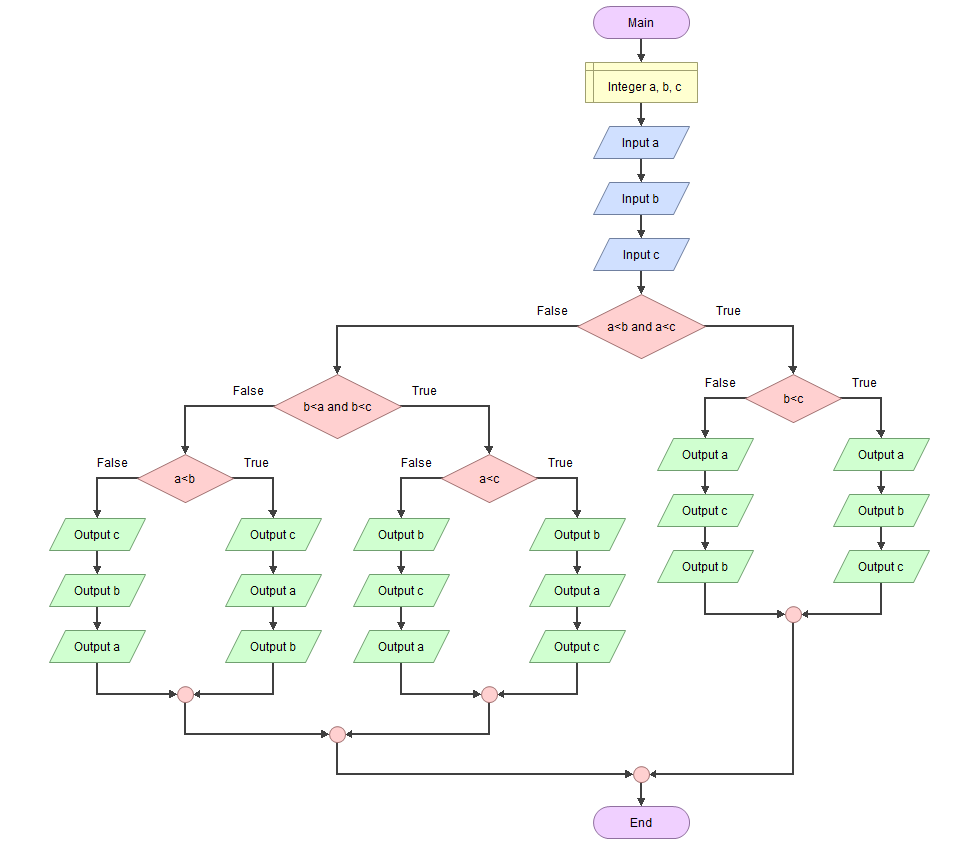 Main
Integer a, b, c
Input a
Input b
Input c
False
True
a<b and a<c
False
True
b<a and b<c
False
True
b<c
False
True
a<b
False
True
a<c
Output a
Output a
Output c
Output b
Output b
Output c
Output c
Output c
Output b
Output b
Output b
Output a
Output c
Output a
Output a
Output b
Output a
Output c
End